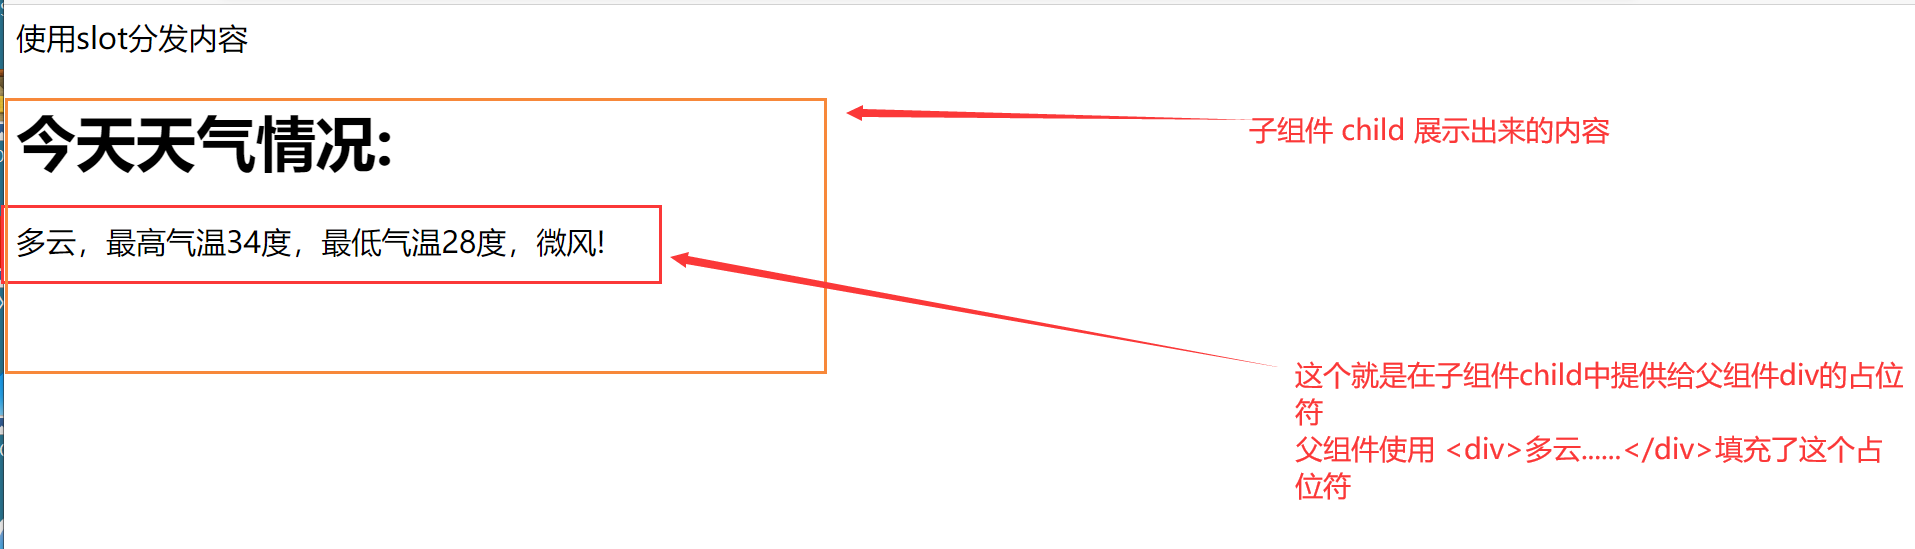 使用slot分发内容
今天天气情况:
子组件 child 展示出来的内容
多云，最高气温34度，最低气温28度，微风!
这个就是在子组件child中提供给父组件div的占位
符
父组件使用 <div>多云......</div>填充了这个占
位符